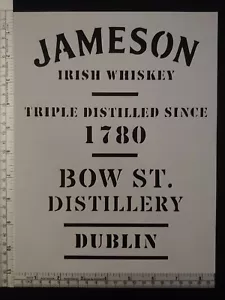 JAMESON
IRISH WHISKEY
TRIPLE DISTILLED SINCE
1780
BOW ST.
DISTILLERY
DUBLIN